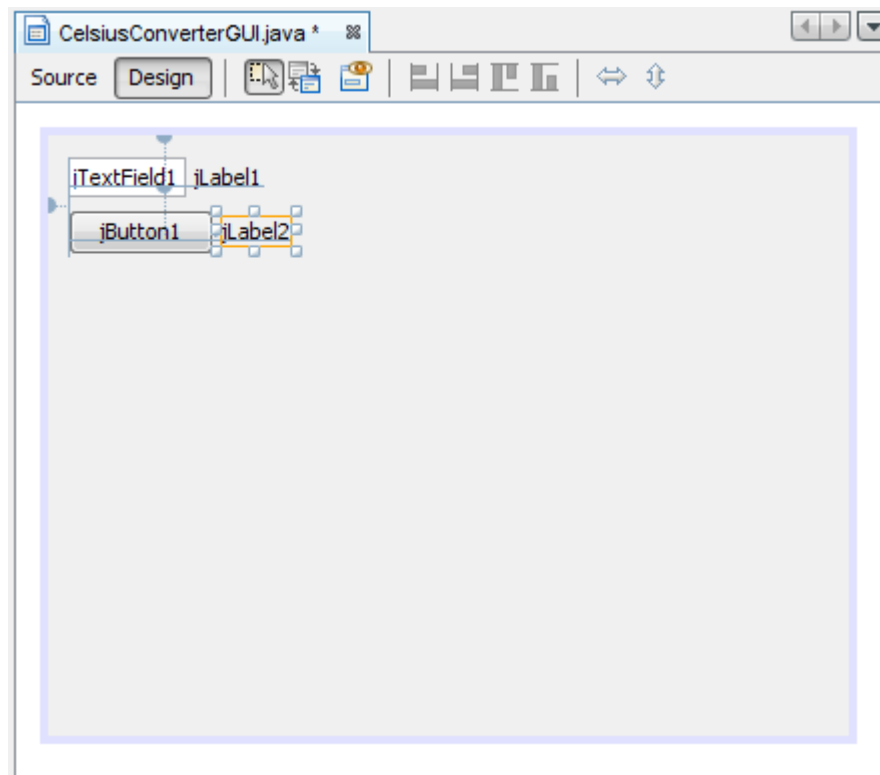 CelsiusConverterGUI.java *
Source Design
jTextField1 jLabel1
jButton1 jLabel2